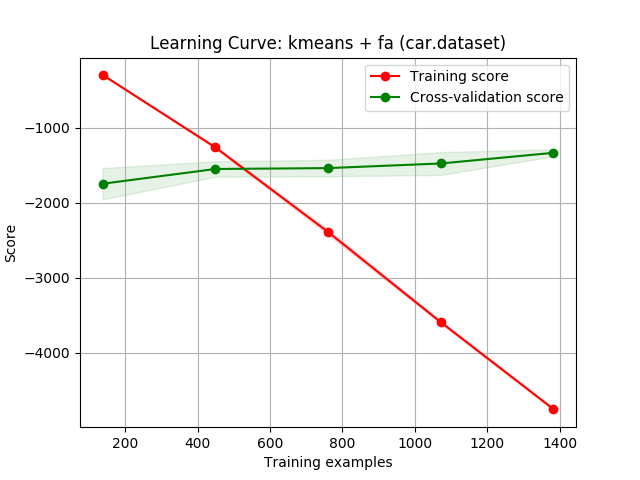 Learning Curve: kmeans + fa (car.dataset)
Training score
Cross-validation score
−1000
−2000
−3000
−4000
Score
200 400 600 800 1000 1200 1400
Training examples